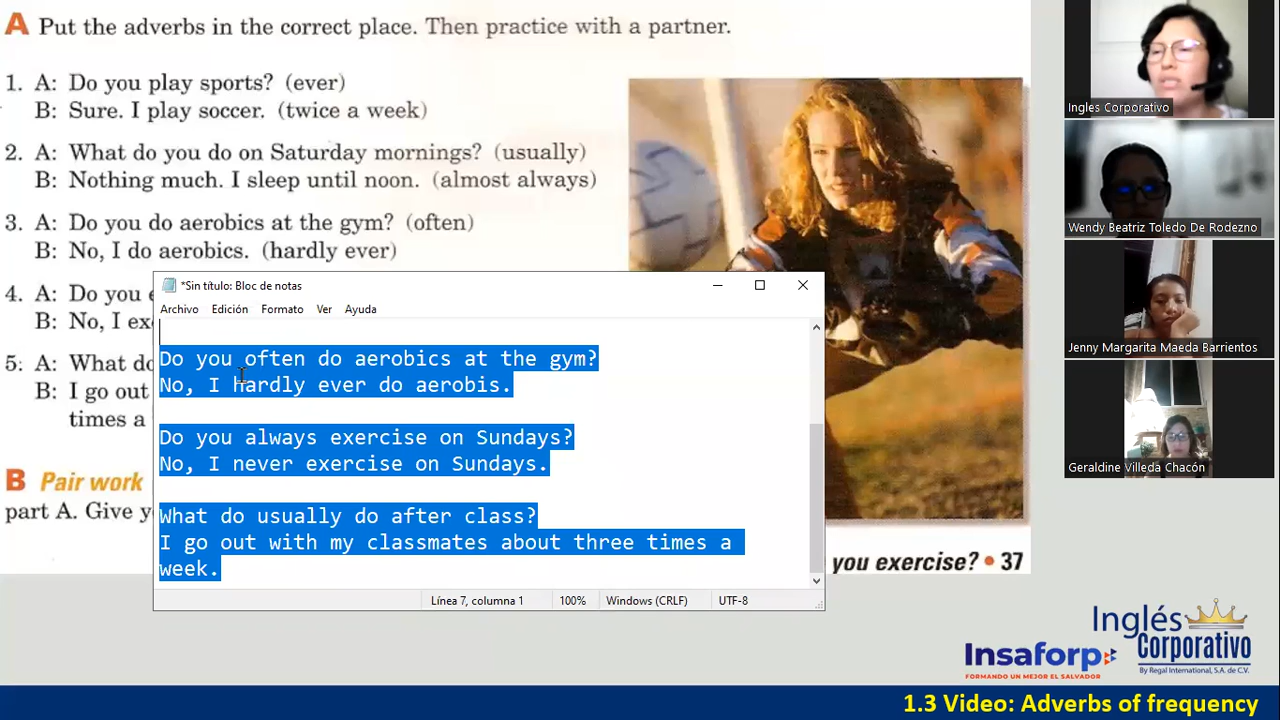 A Put the adverbs in the correct place. Then practice with a partner.
1. A: Do you play sports? (ever)
B: Sure. I play soccer. (twice a week)
2. A: What do you do on Saturday mornings? (usually)
B: Nothing much. I sleep until noon. (almost always)
3. A: Do you do aerobics at the gym? (often)
B: No, I do aerobics. (hardly ever)
4. A: Do you
B: No, I
5: A: What do
B: I go out
times a
B Pair work
part A. Give
*Sin título: Bloc de notas
Archivo Edición Formato Ver Ayuda
Do you often do aerobics at the gym?
No, I hardly ever do aerobis.
Do you always exercise on Sundays?
No, I never exercise on Sundays.
What do usually do after class?
I go out with my classmates about three times a
week.
Línea 7, columna 1 100% Windows (CRLF) UTF-8
you exercise? • 37
Ingles Corporativo
Wendy Beatriz Toledo De Rodezno
Jenny Margarita Maeda Barrientos
Geraldine Villeda Chacón
Insaforp
FORMANDO UN MEJOR EL SALVADOR
Inglés
Corporativo
By Regal International, S.A. de C.V.
1.3 Video: Adverbs of frequency